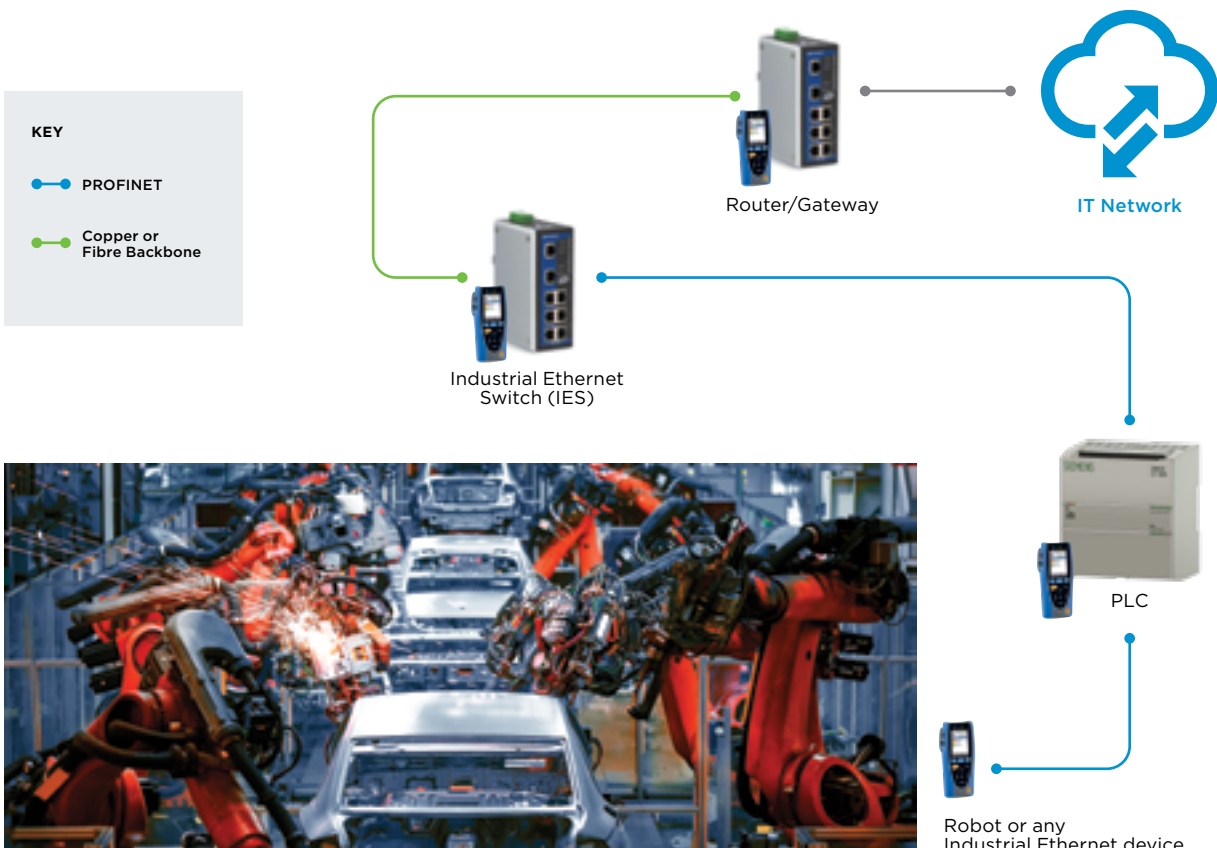 KEY
PROFINET
Copper or
Fibre Backbone
Router/Gateway
IT Network
Industrial Ethernet
Switch (IES)
SIEMENS
PLC
Robot or any
Industrial Ethernet device